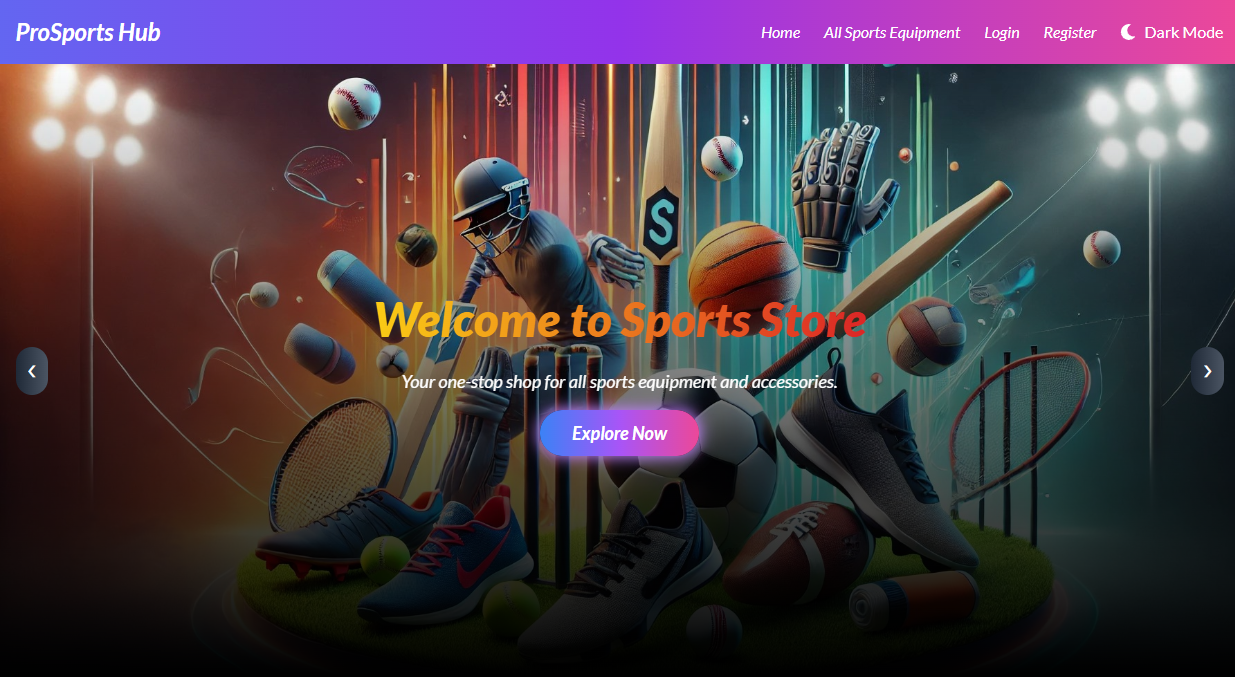 ProSports Hub
Home All Sports Equipment Login Register Dark Mode
S
Welcome to Sports Store
Your one-stop shop for all sports equipment and accessories.
Explore Now